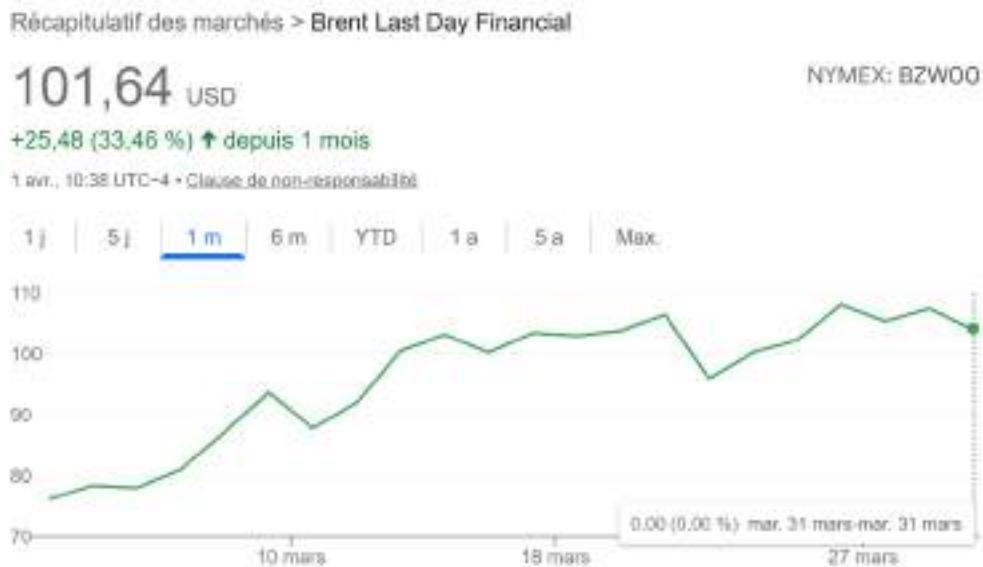 Récapitulatif des marchés > Brent Last Day Financial
101,64 USD
NYMEX: BZW00
+25,48 (33,46 %) ↑ depuis 1 mois
1 avr., 10:38 UTC−4 • Clause de non-responsabilité
1 j 5 j 1 m 6 m YTD 1 a 5 a Max.
110
100
90
80
70
0,00 (0,00 %) mar. 31 mars-mar. 31 mars
10 mars 18 mars 27 mars